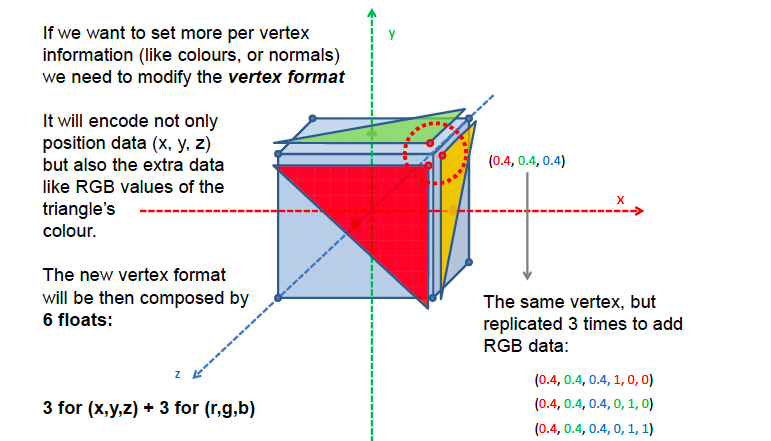 If we want to set more per vertex
information (like colours, or normals)
we need to modify the vertex format
It will encode not only
position data (x, y, z)
but also the extra data
like RGB values of the
triangle's
colour.
The new vertex format
will be then composed by
6 floats:
3 for (x,y,z) + 3 for (r,g,b)
y
x
z
(0.4, 0.4, 0.4)
The same vertex, but
replicated 3 times to add
RGB data:
(0.4, 0.4, 0.4, 1, 0, 0)
(0.4, 0.4, 0.4, 0, 1, 0)
(0.4, 0.4, 0.4, 0, 1, 1)